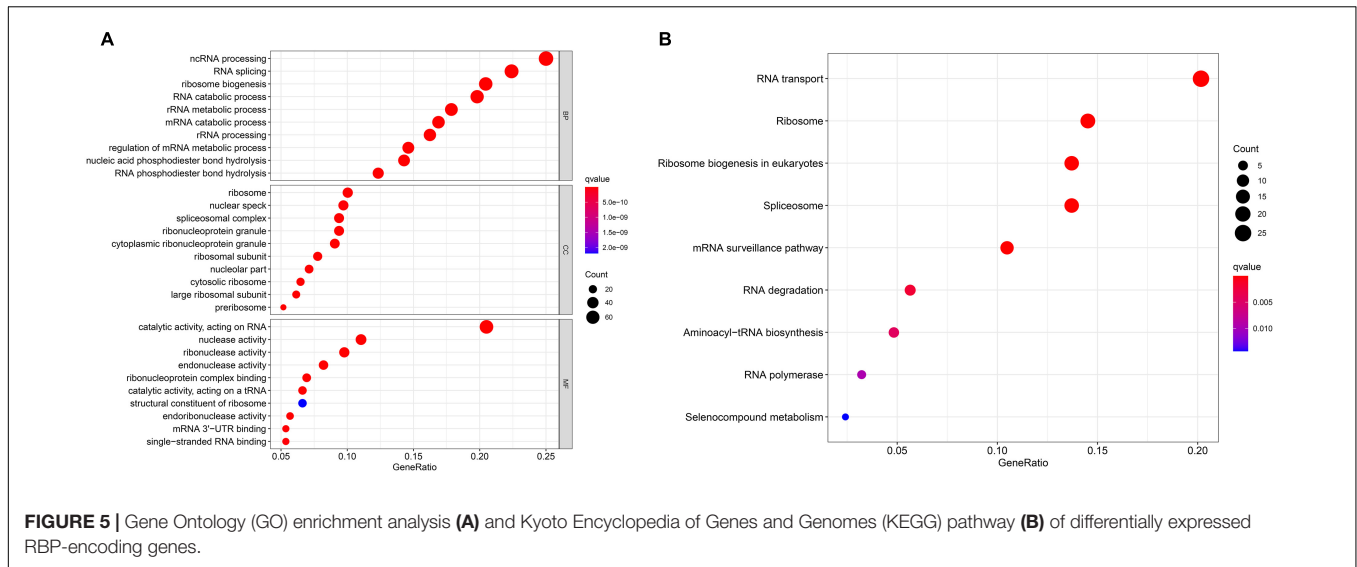 A
ncRNA processing
RNA splicing
ribosome biogenesis
RNA catabolic process
rRNA metabolic process
mRNA catabolic process
rRNA processing
regulation of mRNA metabolic process
nucleic acid phosphodiester bond hydrolysis
RNA phosphodiester bond hydrolysis
BP
ribosome
nuclear speck
spliceosomal complex
ribonucleoprotein granule
cytoplasmic ribonucleoprotein granule
ribosomal subunit
nucleolar part
cytosolic ribosome
large ribosomal subunit
preribosome
CC
catalytic activity, acting on RNA
nuclease activity
ribonuclease activity
endonuclease activity
ribonucleoprotein complex binding
catalytic activity, acting on a tRNA
structural constituent of ribosome
endoribonuclease activity
mRNA 3'−UTR binding
single−stranded RNA binding
MF
0.05 0.10 0.15 0.20 0.25
GeneRatio
qvalue
5.0e−10
1.0e−09
1.5e−09
2.0e−09
Count
20
40
60
B
RNA transport
Ribosome
Ribosome biogenesis in eukaryotes
Spliceosome
mRNA surveillance pathway
RNA degradation
Aminoacyl−tRNA biosynthesis
RNA polymerase
Selenocompound metabolism
0.05 0.10 0.15 0.20
GeneRatio
Count
5
10
15
20
25
qvalue
0.005
0.010
FIGURE 5 | Gene Ontology (GO) enrichment analysis (A) and Kyoto Encyclopedia of Genes and Genomes (KEGG) pathway (B) of differentially expressed
RBP-encoding genes.